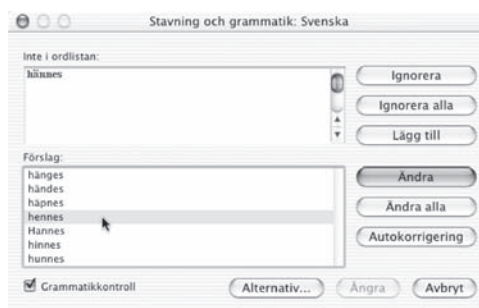 Stavning och grammatik: Svenska
Inte i ordlistan:
hännes
Ignorera
Ignorera alla
Lägg till
Förslag:
hänges
händes
häpnes
hennes
Hannes
hinnes
hunnes
Ändra
Ändra alla
Autokorrigering
Grammatikkontroll
Alternativ...
Ångra
Avbryt